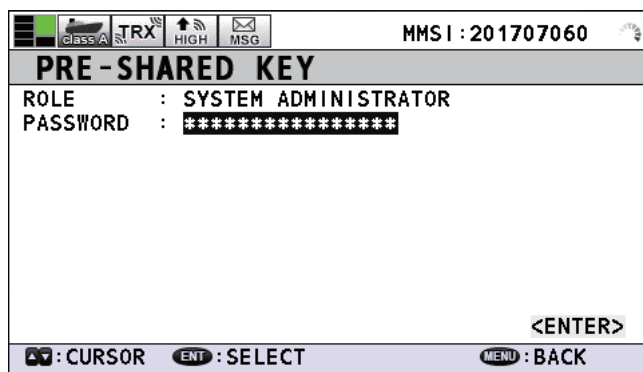 class A TRX HIGH MSG MMSI:201707060
PRE-SHARED KEY
ROLE : SYSTEM ADMINISTRATOR
PASSWORD : ****************
<ENTER>
▲▼:CURSOR ENT:SELECT MENU:BACK